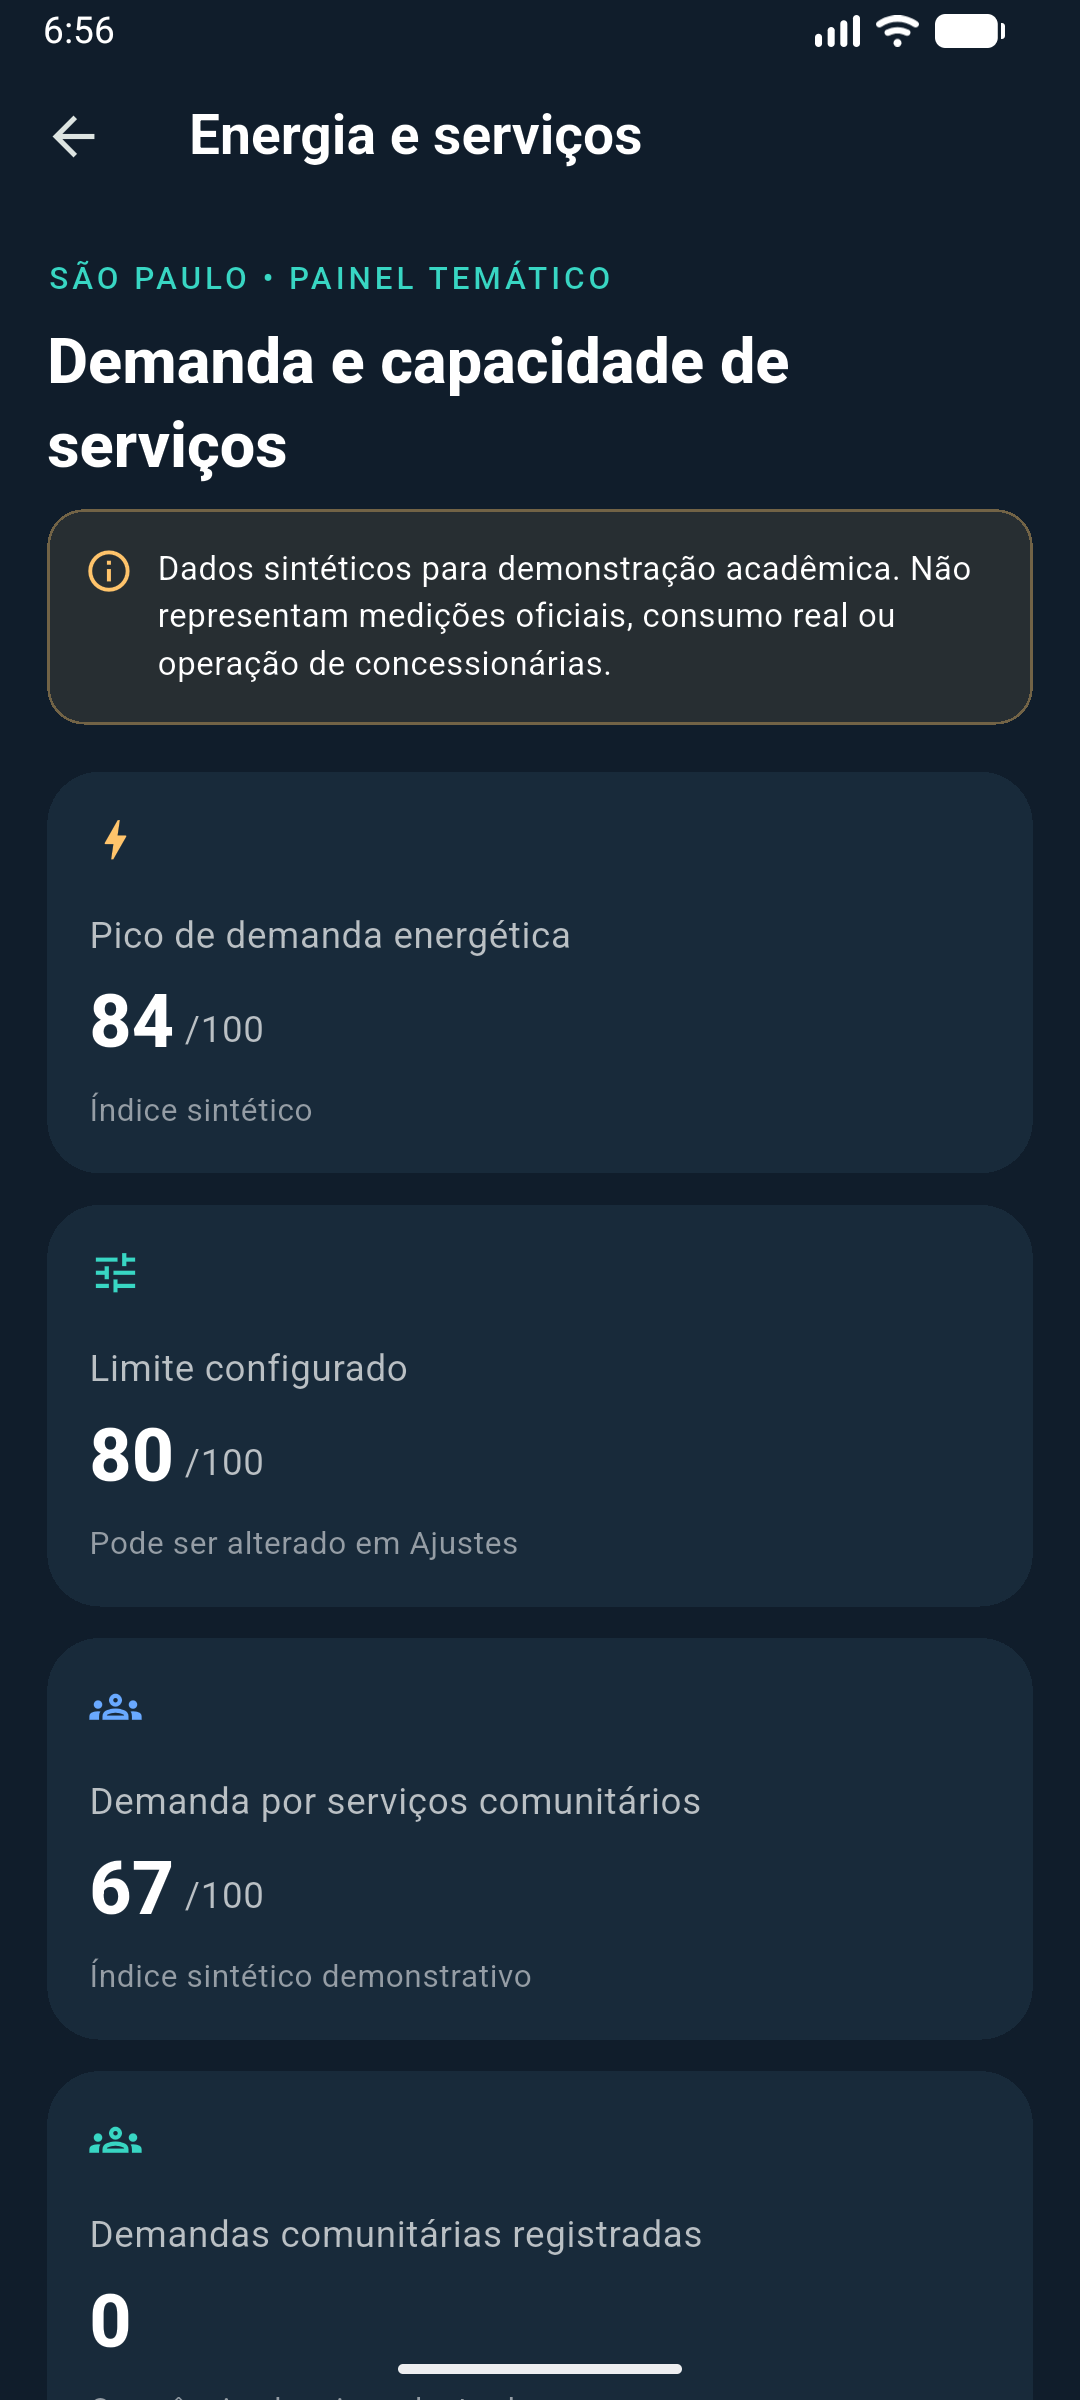 6:56
Energia e serviços
SÃO PAULO • PAINEL TEMÁTICO
Demanda e capacidade de
serviços
Dados sintéticos para demonstração acadêmica. Não
representam medições oficiais, consumo real ou
operação de concessionárias.
Pico de demanda energética
84 /100
Índice sintético
Limite configurado
80 /100
Pode ser alterado em Ajustes
Demanda por serviços comunitários
67 /100
Índice sintético demonstrativo
Demandas comunitárias registradas
0